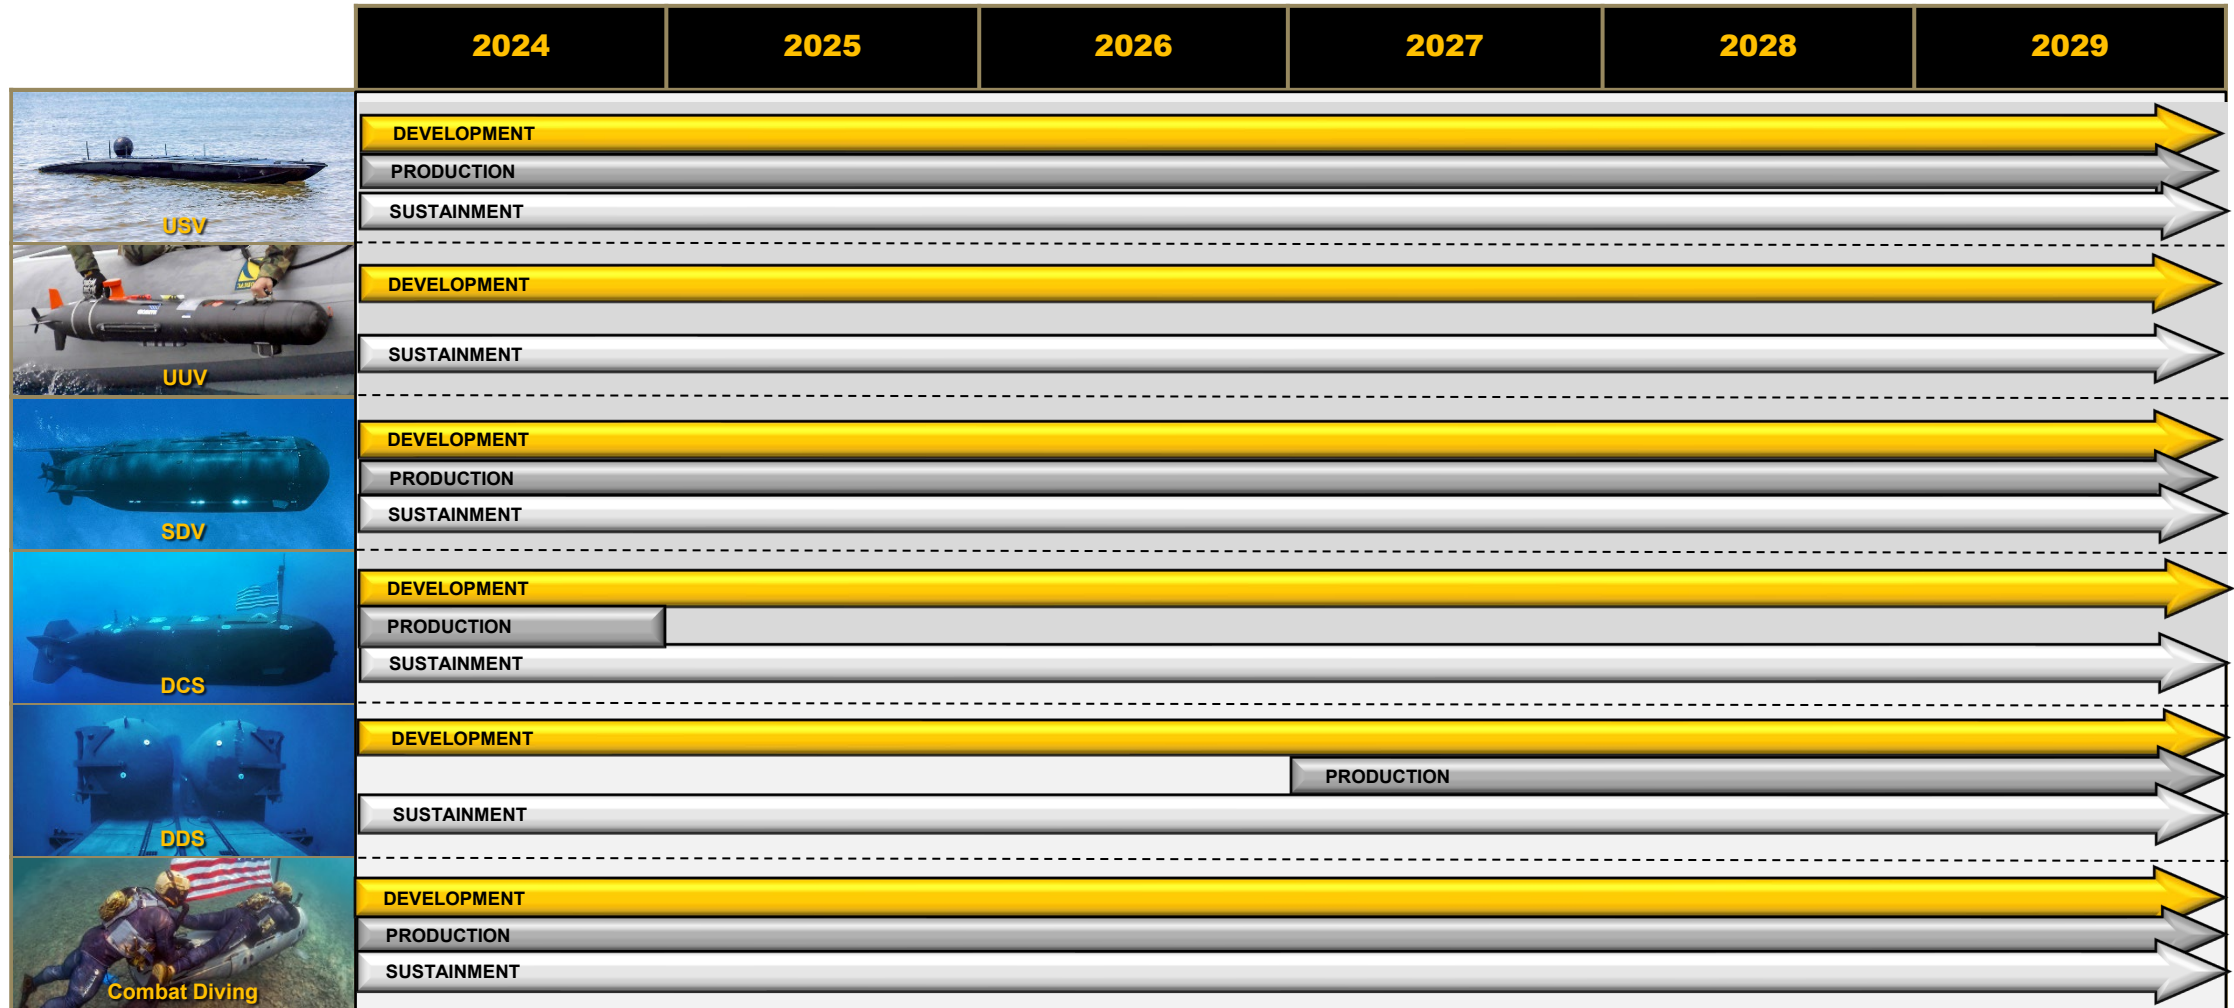 2024 2025 2026 2027 2028 2029
DEVELOPMENT
PRODUCTION
SUSTAINMENT
USV
DEVELOPMENT
SUSTAINMENT
UUV
DEVELOPMENT
PRODUCTION
SUSTAINMENT
SDV
DEVELOPMENT
PRODUCTION
SUSTAINMENT
DCS
DEVELOPMENT
PRODUCTION
SUSTAINMENT
DDS
DEVELOPMENT
PRODUCTION
SUSTAINMENT
Combat Diving